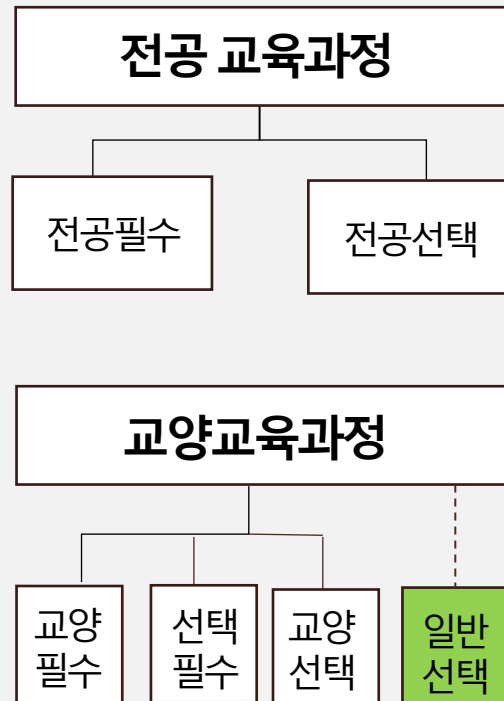 전공 교육과정
전공필수
전공선택
교양교육과정
교양
필수
선택
필수
교양
선택
일반
선택